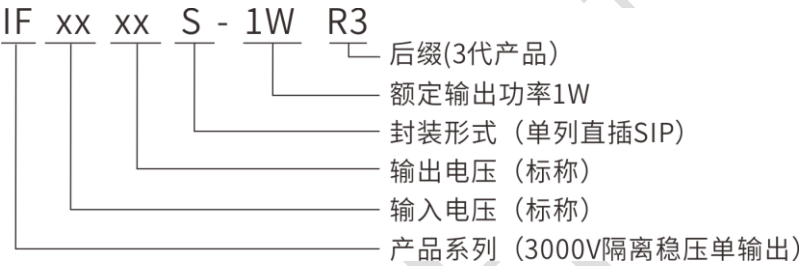 IF xx xx S - 1W R3
后缀(3代产品）
额定输出功率1W
封装形式（单列直插SIP）
输出电压（标称）
输入电压（标称）
产品系列（3000V隔离稳压单输出）